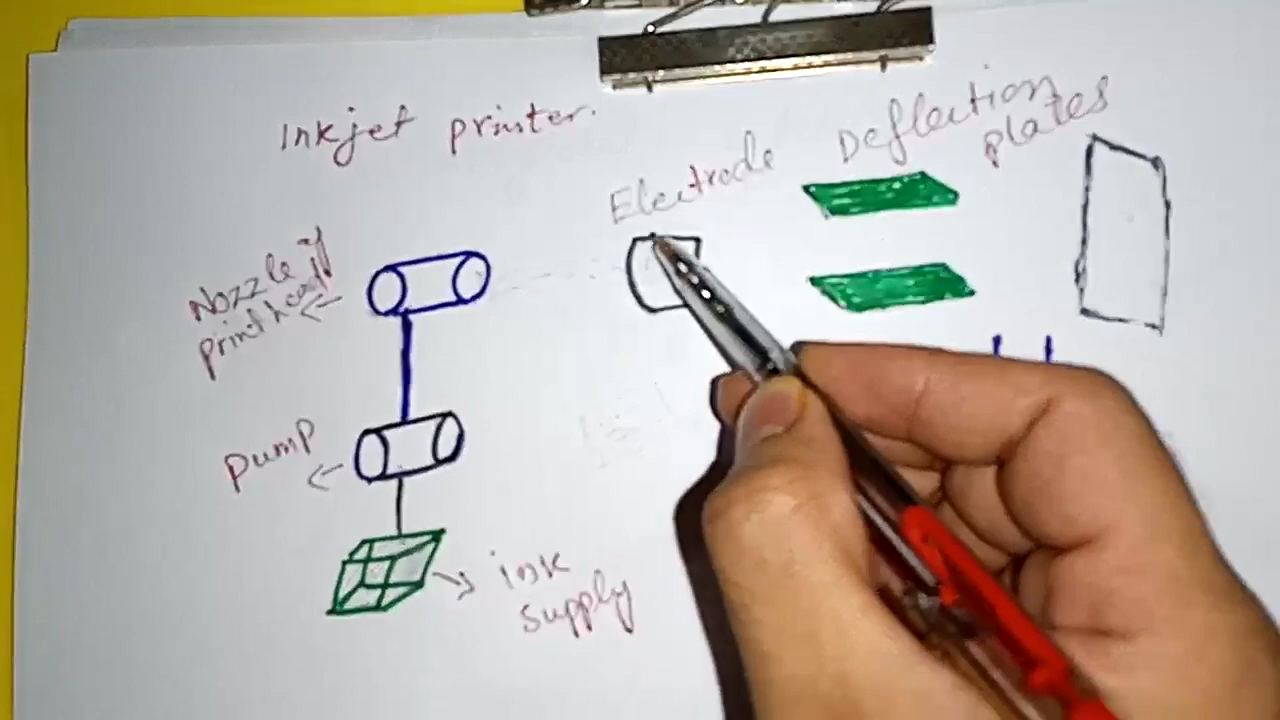 Inkjet printer.
Electrode
Deflection
plates
Nozzle of
print head
pump
ink
supply